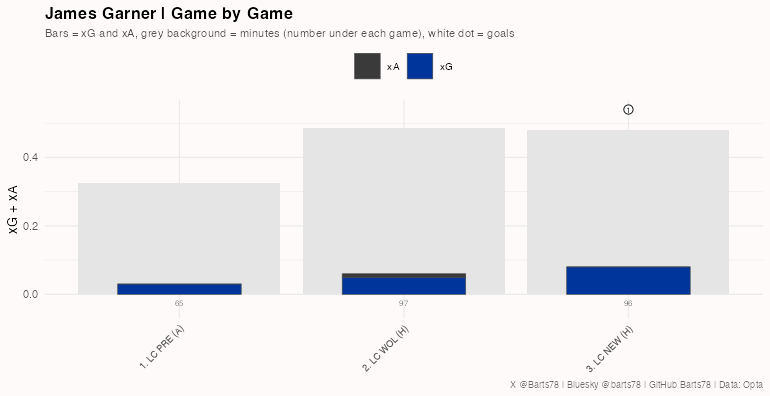 James Garner | Game by Game
Bars = xG and xA, grey background = minutes (number under each game), white dot = goals
xA xG
1
xG + xA
0.4
0.2
0.0
65 97 96
1. LC PRE (A) 2. LC WOL (H) 3. LC NEW (H)
X @Barts78 | Bluesky @barts78 | GitHub Barts78 | Data: Opta